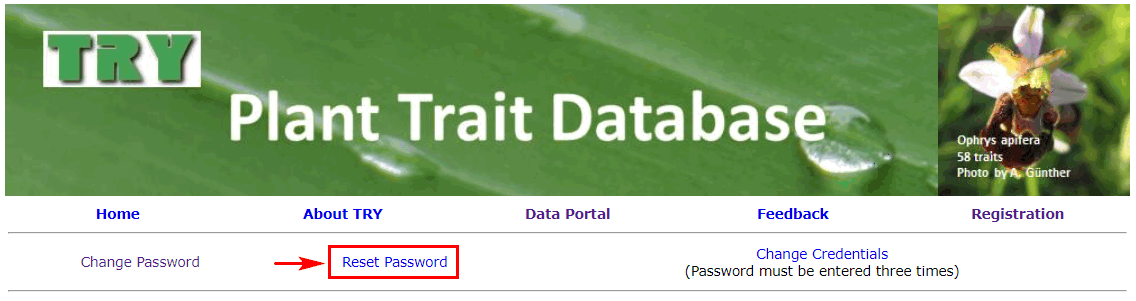 TRY
Plant Trait Database
Ophrys apifera
58 traits
Photo by A. Günther
Home About TRY Data Portal Feedback Registration
Change Password Reset Password Change Credentials
(Password must be entered three times)